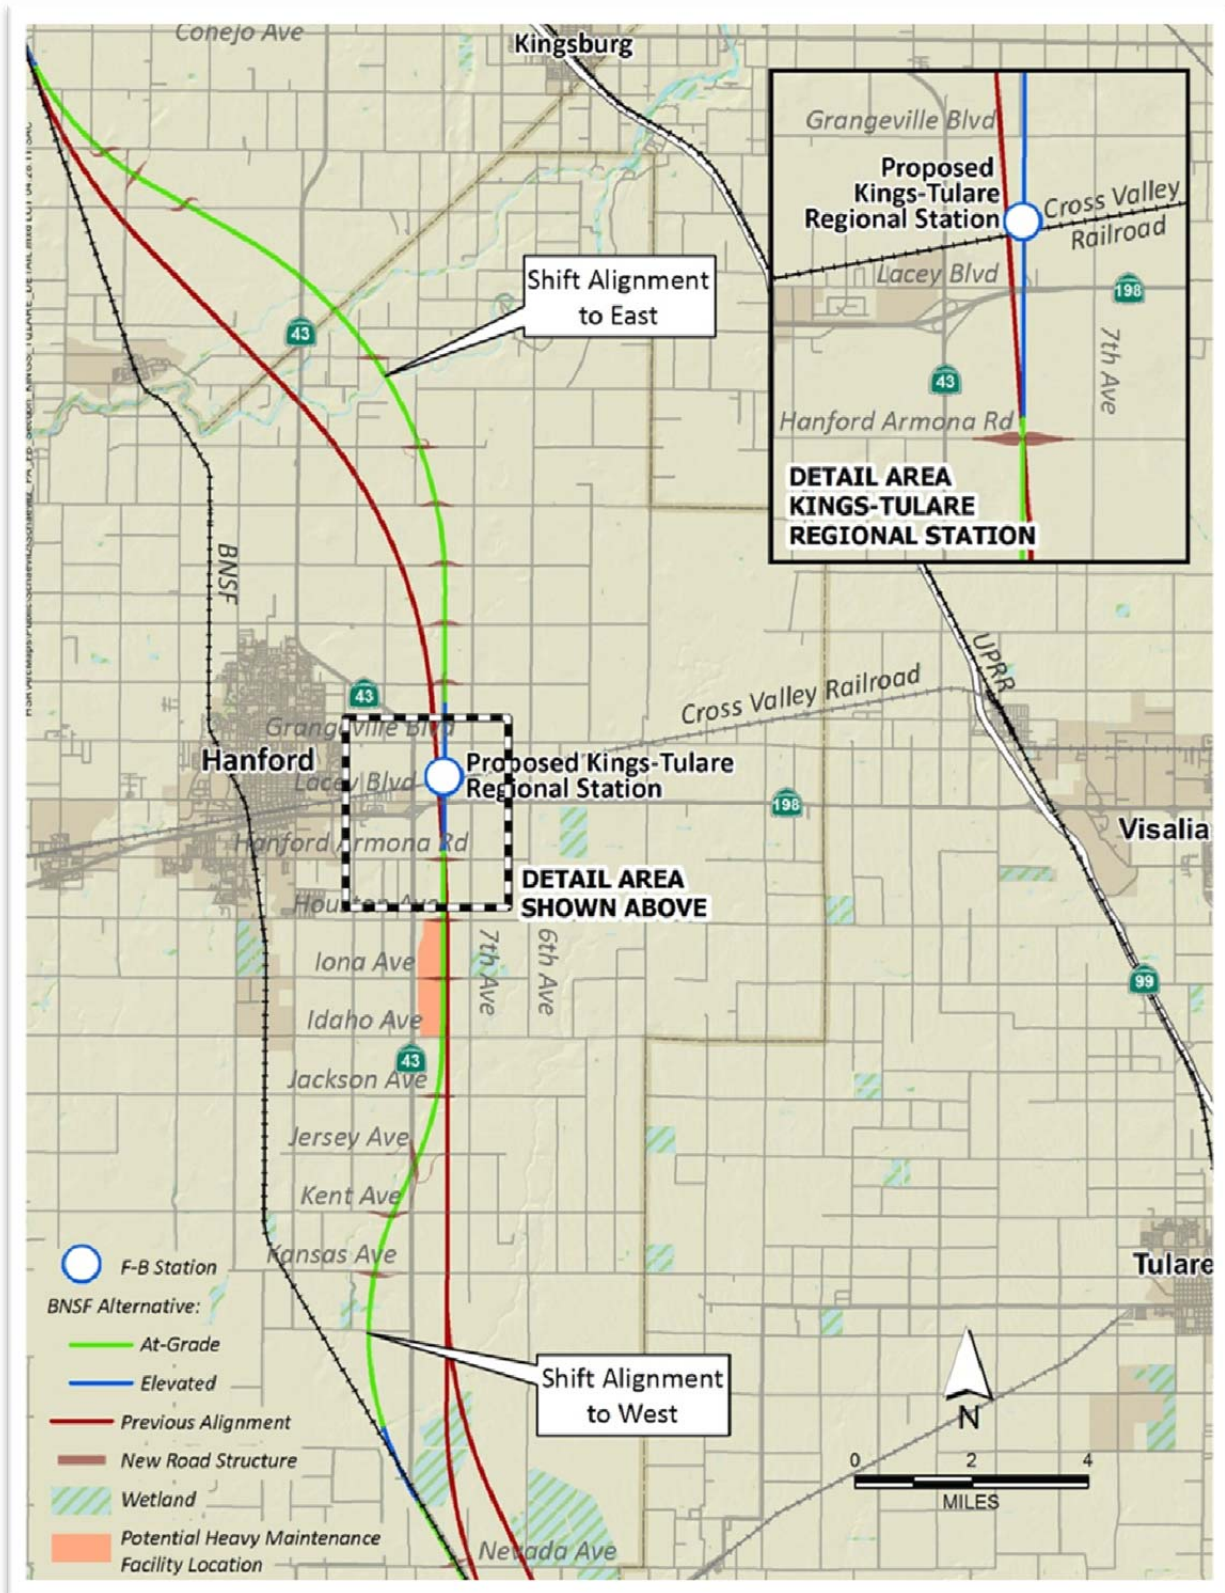 Conejo Ave
Kingsburg
Grangeville Blvd
Proposed
Kings-Tulare
Regional Station
Cross Valley
Railroad
Lacey Blvd
198
7th Ave
43
Hanford Armona Rd
DETAIL AREA
KINGS-TULARE
REGIONAL STATION
Shift Alignment
to East
43
BNSF
UPRR
Cross Valley Railroad
43
Grangeville Blvd
Hanford
Proposed Kings-Tulare
Regional Station
Lacey Blvd
198
Visalia
Hanford Armona Rd
DETAIL AREA
SHOWN ABOVE
Houston Ave
7th Ave
6th Ave
Iona Ave
99
Idaho Ave
43
Jackson Ave
Jersey Ave
Kent Ave
Kansas Ave
Tulare
F-B Station
BNSF Alternative:
At-Grade
Elevated
Previous Alignment
New Road Structure
Wetland
Potential Heavy Maintenance
Facility Location
Shift Alignment
to West
N
0 2 4
MILES
Nevada Ave